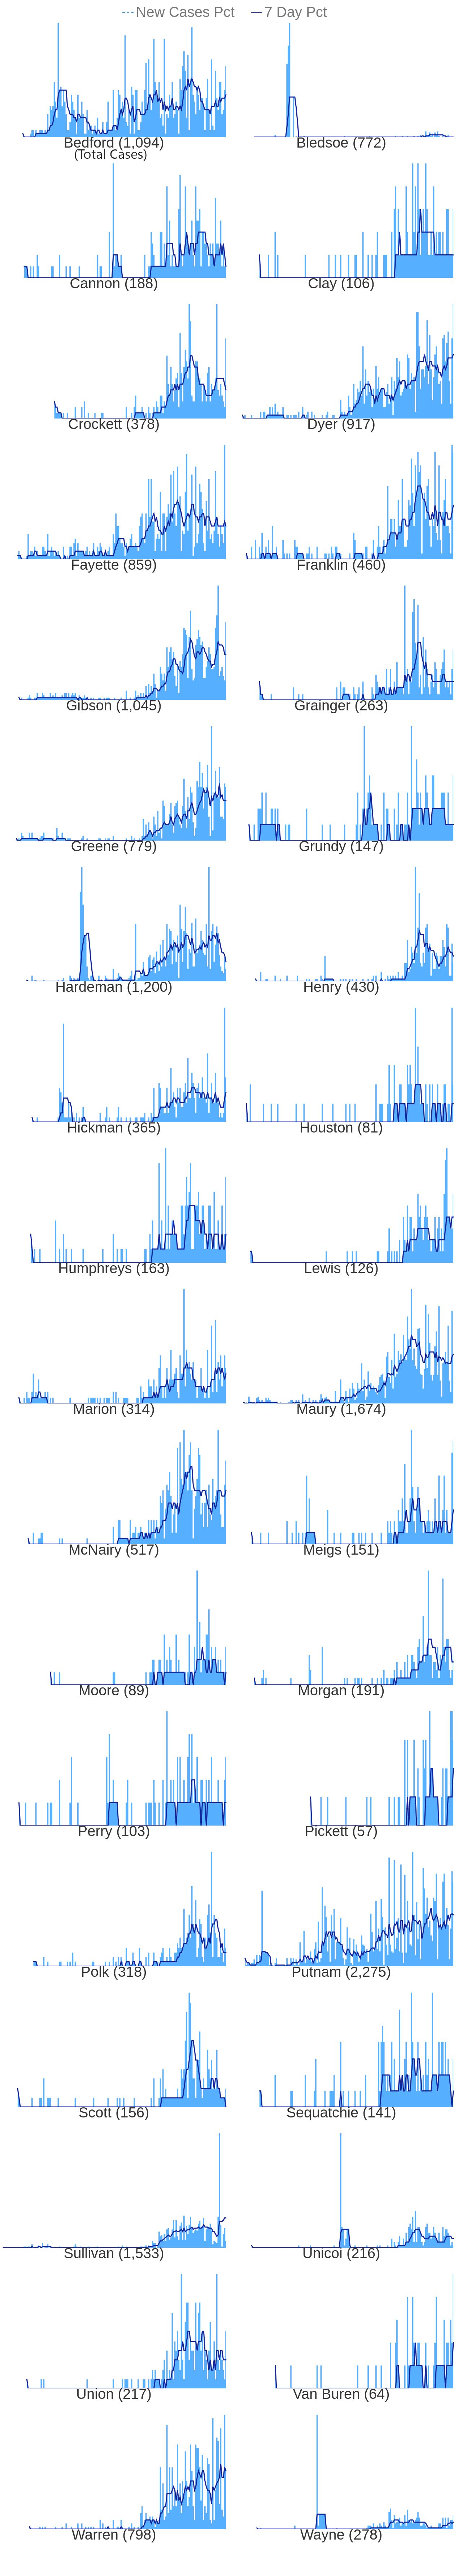 New Cases Pct 7 Day Pct
Bedford (1,094) Bledsoe (772)
(Total Cases)
Cannon (188) Clay (106)
Crockett (378) Dyer (917)
Fayette (859) Franklin (460)
Gibson (1,045) Grainger (263)
Greene (779) Grundy (147)
Hardeman (1,200) Henry (430)
Hickman (365) Houston (81)
Humphreys (163) Lewis (126)
Marion (314) Maury (1,674)
McNairy (517) Meigs (151)
Moore (89) Morgan (191)
Perry (103) Pickett (57)
Polk (318) Putnam (2,275)
Scott (156) Sequatchie (141)
Sullivan (1,533) Unicoi (216)
Union (217) Van Buren (64)
Warren (798) Wayne (278)